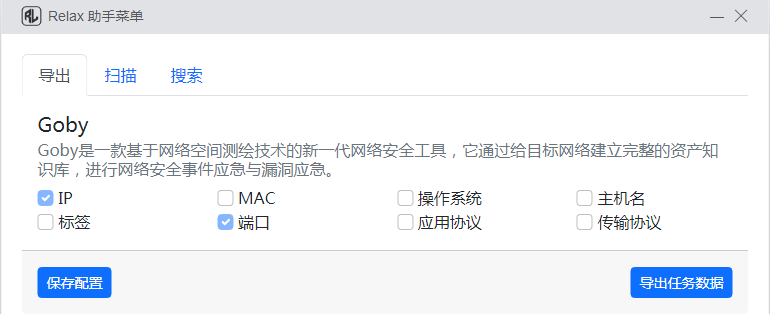 RL Relax 助手菜单
导出 扫描 搜索
Goby
Goby是一款基于网络空间测绘技术的新一代网络安全工具，它通过给目标网络建立完整的资产知
识库，进行网络安全事件应急与漏洞应急。
IP MAC 操作系统 主机名
标签 端口 应用协议 传输协议
保存配置 导出任务数据